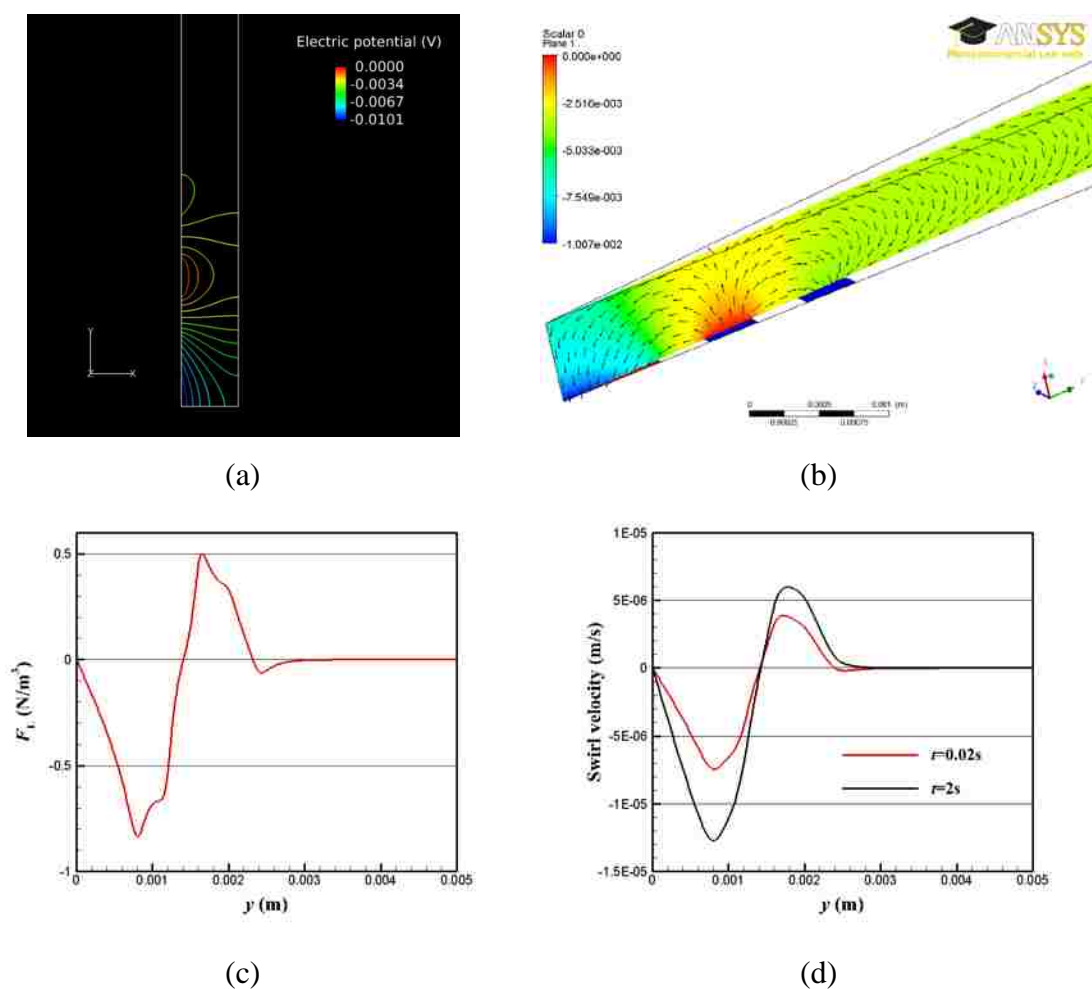 Electric potential (V)
0.0000
-0.0034
-0.0067
-0.0101
Y
Z X
(a)
ANSYS
Scalar 0
Plane 1
0.000e+000
-2.516e-003
-5.033e-003
-7.549e-003
-1.007e-002
0 0.0005 0.001 (m)
0.00025 0.00075
(b)
F_L (N/m³)
0.5
0
-0.5
-1
0 0.001 0.002 0.003 0.004 0.005
y (m)
(c)
Swirl velocity (m/s)
1E-05
5E-06
0
-5E-06
-1E-05
-1.5E-05
t=0.02s
t=2s
0 0.001 0.002 0.003 0.004 0.005
y (m)
(d)